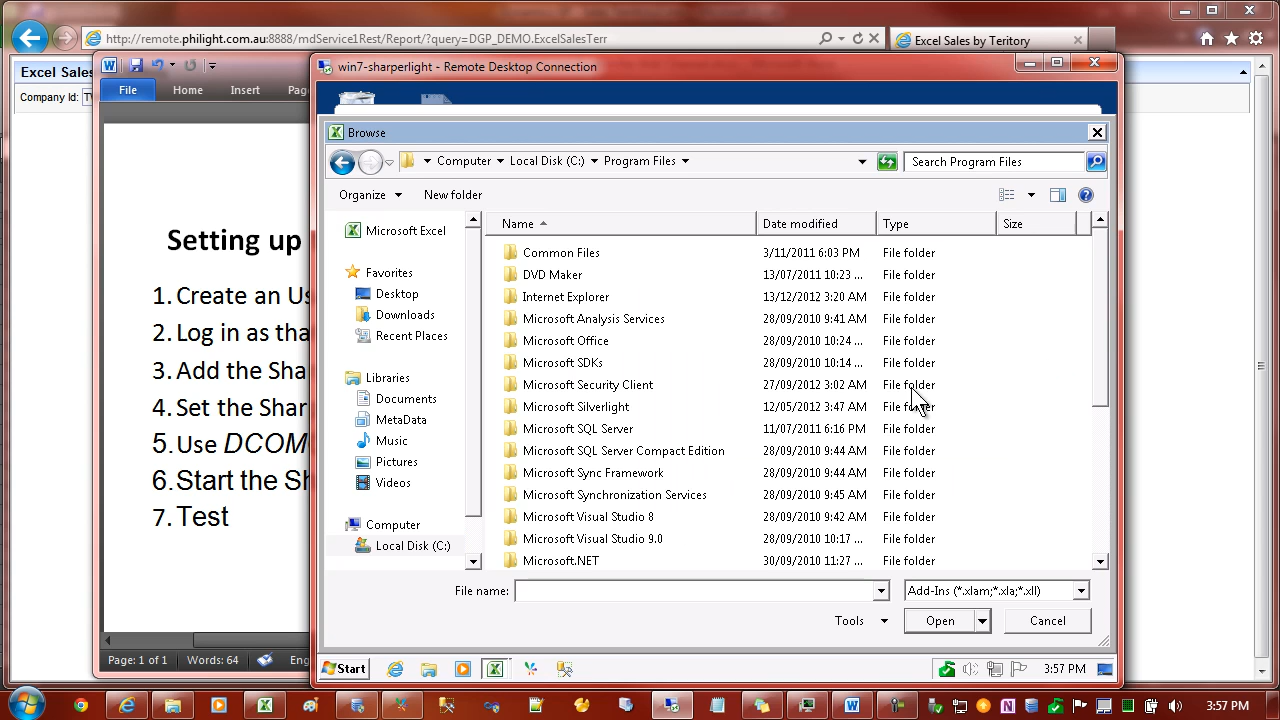 http://remote.philight.com.au:8888/mdService1Rest/Report/?query=DGP_DEMO.ExcelSalesTerr
Excel Sales by Teritory
Excel Sales
Company Id:
File Home Insert
Setting up
1. Create an
2. Log in as
3. Add the
4. Set the
5. Use
6. Start the
7. Test
Page: 1 of 1 Words: 64
win7-sharperlight - Remote Desktop Connection
Browse
Computer Local Disk (C:) Program Files
Search Program Files
Organize New folder
Microsoft Excel
Favorites
Desktop
Downloads
Recent Places
Libraries
Documents
MetaData
Music
Pictures
Videos
Computer
Local Disk (C:)
Name Date modified Type Size
Common Files 3/11/2011 6:03 PM File folder
DVD Maker 13/07/2011 10:23 ... File folder
Internet Explorer 13/12/2012 3:20 AM File folder
Microsoft Analysis Services 28/09/2010 9:41 AM File folder
Microsoft Office 28/09/2010 10:24 ... File folder
Microsoft SDKs 28/09/2010 10:14 ... File folder
Microsoft Security Client 27/09/2012 3:02 AM File folder
Microsoft Silverlight 12/05/2012 3:47 AM File folder
Microsoft SQL Server 11/07/2011 6:16 PM File folder
Microsoft SQL Server Compact Edition 28/09/2010 9:44 AM File folder
Microsoft Sync Framework 28/09/2010 9:44 AM File folder
Microsoft Synchronization Services 28/09/2010 9:45 AM File folder
Microsoft Visual Studio 8 28/09/2010 9:42 AM File folder
Microsoft Visual Studio 9.0 28/09/2010 10:17 ... File folder
Microsoft.NET 30/09/2010 11:27 ... File folder
File name: Add-Ins (*.xlam;*.xla;*.xll)
Tools Open Cancel
Start 3:57 PM
3:57 PM